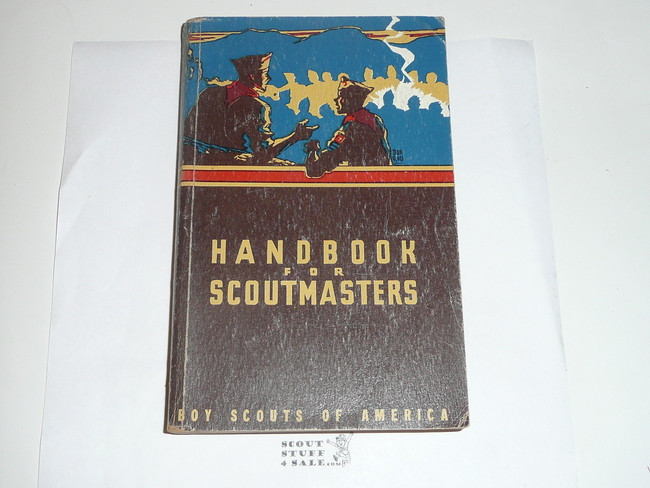 HANDBOOK
FOR
SCOUTMASTERS
BOY SCOUTS OF AMERICA
SCOUT
STUFF
4 SALE.COM